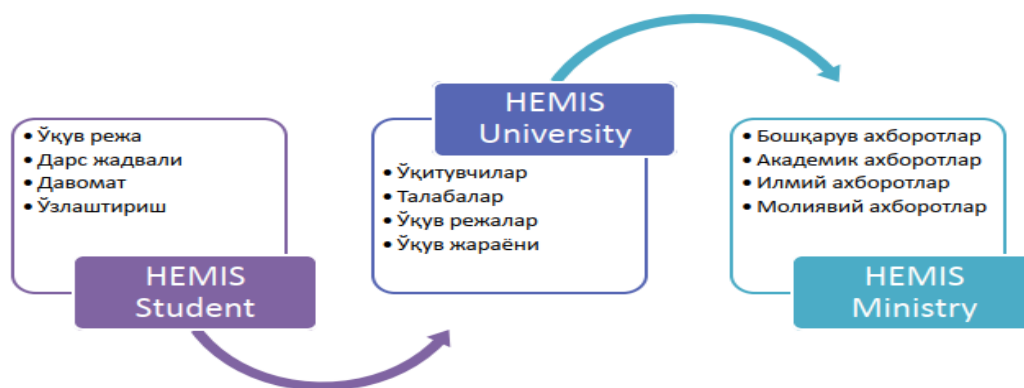 • Ўқув режа
• Дарс жадвали
• Давомат
• Ўзлаштириш
HEMIS
Student
HEMIS
University
• Ўқитувчилар
• Талабалар
• Ўқув режалар
• Ўқув жараёни
• Бошқарув ахборотлар
• Академик ахборотлар
• Илмий ахборотлар
• Молиявий ахборотлар
HEMIS
Ministry